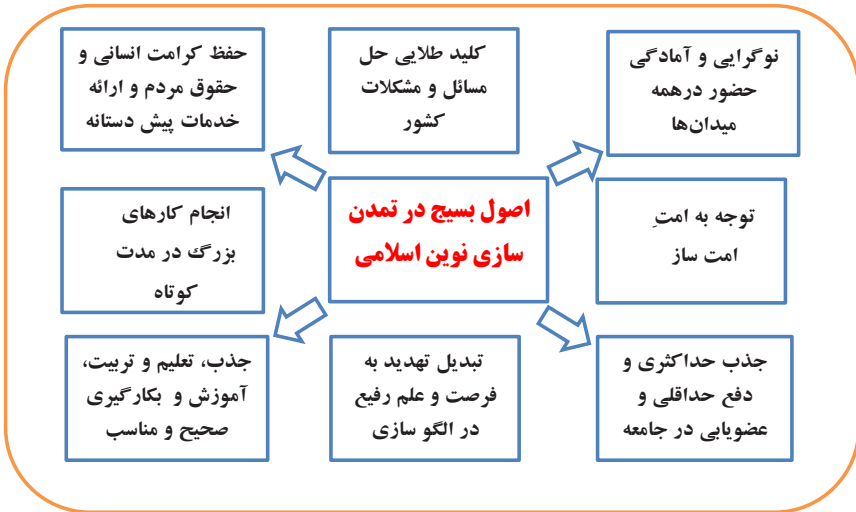 نوگرایی و آمادگی
حضور درهمه
میدان‌ها
کلید طلایی حل
مسائل و مشکلات
کشور
حفظ کرامت انسانی و
حقوق مردم و ارائه
خدمات پیش دستانه
توجه به امتِ
امت ساز
اصول بسیج در تمدن
سازی نوین اسلامی
انجام کارهای
بزرگ در مدت
کوتاه
جذب حداکثری و
دفع حداقلی و
عضویابی در جامعه
تبدیل تهدید به
فرصت و علم رفیع
در الگو سازی
جذب، تعلیم و تربیت،
آموزش و بکارگیری
صحیح و مناسب